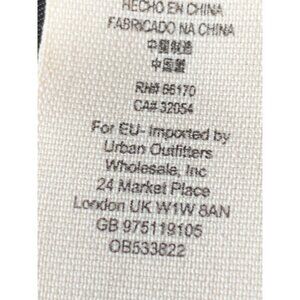 HECHO EN CHINA
FABRICADO NA CHINA
中国制造
中国製
RN# 66170
CA# 32054
For EU- Imported by
Urban Outfitters
Wholesale, Inc
24 Market Place
London UK W1W 8AN
GB 975119105
OB533822